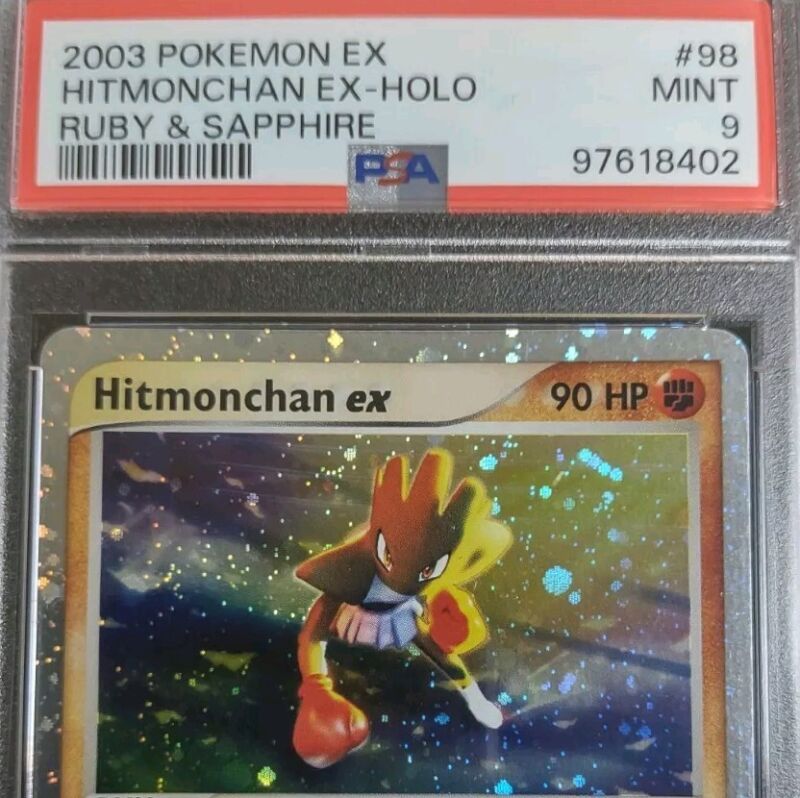 2003 POKEMON EX #98
HITMONCHAN EX-HOLO MINT
RUBY & SAPPHIRE 9
PSA 97618402
Hitmonchan ex 90 HP